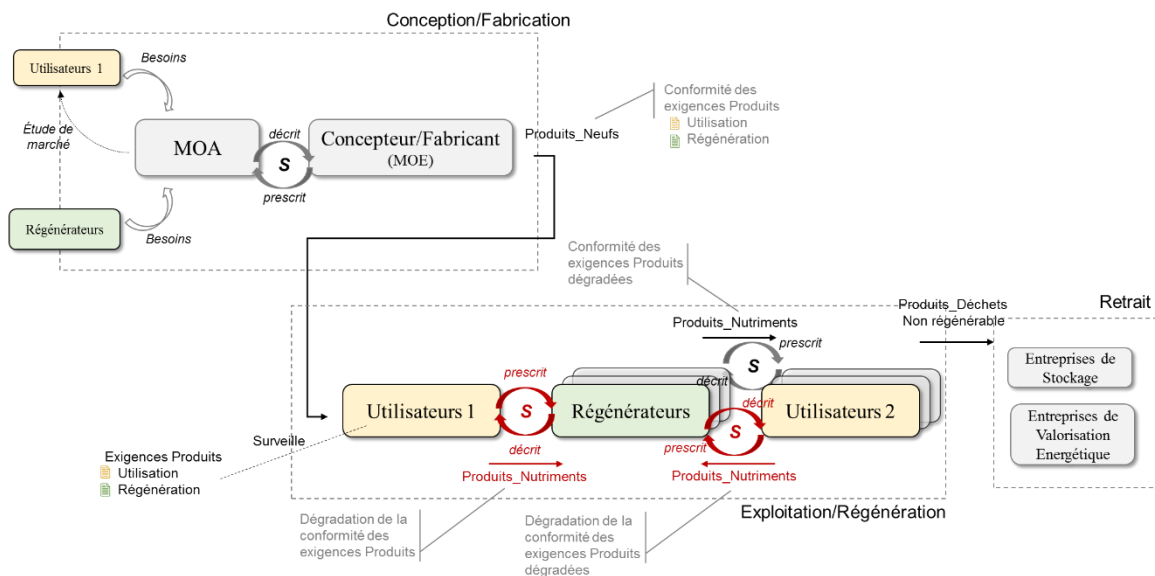 Conception/Fabrication
Utilisateurs 1
Besoins
Étude de
marché
MOA
décrit
S
prescrit
Concepteur/Fabricant
(MOE)
Régénérateurs
Besoins
Produits_Neufs
Conformité des
exigences Produits
Utilisation
Régénération
Conformité des
exigences Produits
dégradées
Produits_Nutriments
prescrit
S
décrit
Produits_Déchets
Non régénérable
Retrait
Entreprises de
Stockage
Entreprises de
Valorisation
Energétique
Utilisateurs 1
prescrit
S
décrit
Régénérateurs
décrit
S
prescrit
Utilisateurs 2
Surveille
Exigences Produits
Utilisation
Régénération
Produits_Nutriments
Produits_Nutriments
Exploitation/Régénération
Dégradation de la
conformité des
exigences Produits
Dégradation de la
conformité des
exigences Produits
dégradées